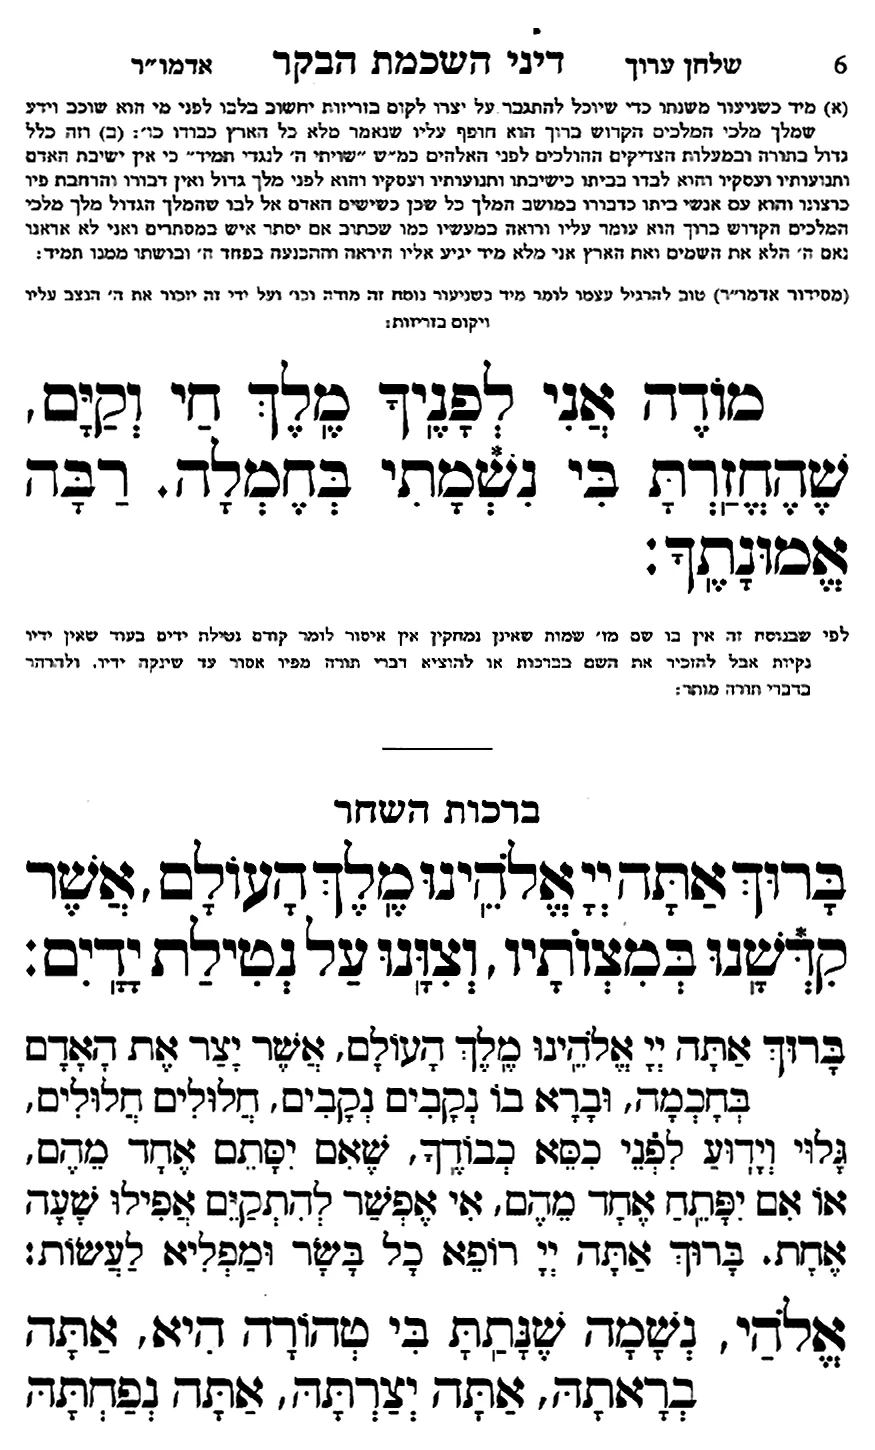 6 שלחן ערוך דיני השכמת הבקר אדמו״ר
(א) מיד כשניעור משנתו כדי שיוכל להתגבר על יצרו לקום בזריזות יחשוב בלבו לפני מי הוא שוכב וידע
שמלך מלכי המלכים הקדוש ברוך הוא חופף עליו שנאמר מלא כל הארץ כבודו כו׳: (ב) וזה כלל
גדול בתורה ובמעלות הצדיקים ההולכים לפני האלהים כמ״ש ״שויתי ה׳ לנגדי תמיד״ כי אין ישיבת האדם
ותנועותיו ועסקיו והוא לבדו בביתו כישיבתו ותנועותיו ועסקיו והוא לפני מלך גדול ואין דבורו והרחבת פיו
כרצונו והוא עם אנשי ביתו כדבורו במושב המלך כל שכן כשישים האדם אל לבו שהמלך הגדול מלך מלכי
המלכים הקדוש ברוך הוא עומד עליו ורואה במעשיו כמו שכתוב אם יסתר איש במסתרים ואני לא אראנו
נאם ה׳ הלא את השמים ואת הארץ אני מלא מיד יגיע אליו היראה וההכנעה בפחד ה׳ ובושתו ממנו תמיד:
(מסידור אדמו״ר) טוב להרגיל עצמו לומר מיד כשניעור נוסח זה מודה וכו׳ ועל ידי זה יזכור את ה׳ הנצב עליו
ויקום בזריזות:
מוֹדֶה אֲנִי לְפָנֶֽיךָ מֶֽלֶךְ חַי וְקַיָּם,
שֶׁהֶחֱזַֽרְתָּ בִּי נִשְׁ*מָתִי בְּחֶמְלָה. רַבָּה
אֱמוּנָתֶֽךָ:
לפי שבנוסח זה אין בו שם מז׳ שמות שאינן נמחקין אין איסור לומר קודם נטילת ידים בעוד שאין ידיו
נקיות אבל להזכיר את השם בברכות או להוציא דברי תורה מפיו אסור עד שינקה ידיו. ולהרהר
בדברי תורה מותר:
ברכות השחר
בָּרוּךְ אַתָּה יְיָ אֱלֹהֵֽינוּ מֶֽלֶךְ הָעוֹלָם, אֲשֶׁר
קִדְּ*שָֽׁנוּ בְּמִצְוֹתָיו, וְצִוָּֽנוּ עַל נְטִילַת יָדָֽיִם:
בָּרוּךְ אַתָּה יְיָ אֱלֹהֵֽינוּ מֶֽלֶךְ הָעוֹלָם, אֲשֶׁר יָצַר אֶת הָאָדָם
בְּחָכְמָה, וּבָרָא בוֹ נְקָבִים נְקָבִים, חֲלוּלִים חֲלוּלִים,
גָּלוּי וְיָדֽוּעַ לִפְנֵי כִסֵּא כְבוֹדֶֽךָ, שֶׁאִם יִסָּתֵם אֶחָד מֵהֶם,
אוֹ אִם יִפָּתֵֽחַ אֶחָד מֵהֶם, אִי אֶפְשַׁר לְהִתְקַיֵּם אֲפִילוּ שָׁעָה
אֶחָת. בָּרוּךְ אַתָּה יְיָ רוֹפֵא כָל בָּשָׂר וּמַפְלִיא לַעֲשׂוֹת:
אֱלֹהַי, נְשָׁמָה שֶׁנָּתַֽתָּ בִּי טְהוֹרָה הִיא, אַתָּה
בְרָאתָהּ, אַתָּה יְצַרְתָּהּ, אַתָּה נְפַחְתָּהּ